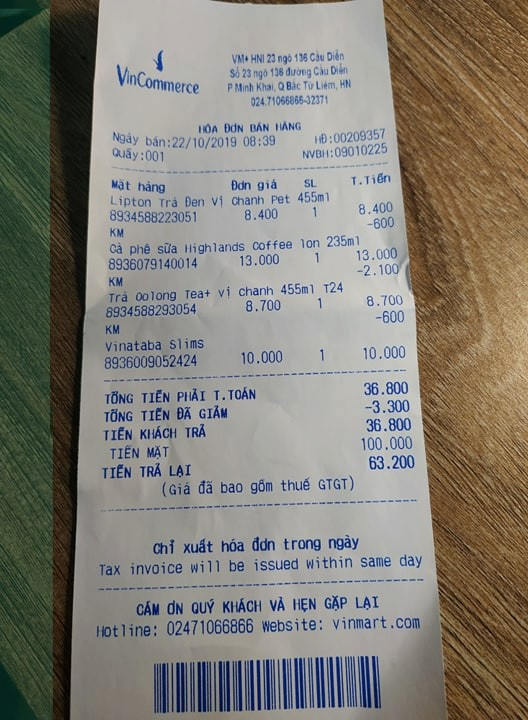 VinCommerce
VM+ HNI 23 ngõ 136 Cầu Diễn
Số 23 ngõ 136 đường Cầu Diễn
P Minh Khai, Q Bắc Từ Liêm, HN
024.71066866-32371
HÓA ĐƠN BÁN HÀNG
Ngày bán:22/10/2019 08:39 HĐ:00209357
Quầy:001 NVBH:09010225
Mặt hàng Đơn giá SL T.Tiền
Lipton Trà Đen Vị Chanh Pet 455ml
8934588223051 8.400 1 8.400
KM -600
Cà phê sữa Highlands Coffee lon 235ml
8936079140014 13.000 1 13.000
KM -2.100
Trà Oolong Tea+ vị chanh 455ml T24
8934588293054 8.700 1 8.700
KM -600
Vinataba Slims
8936009052424 10.000 1 10.000
TỔNG TIỀN PHẢI T.TOÁN 36.800
TỔNG TIỀN ĐÃ GIẢM -3.300
TIỀN KHÁCH TRẢ 36.800
TIỀN MẶT 100.000
TIỀN TRẢ LẠI 63.200
(Giá đã bao gồm thuế GTGT)
Chỉ xuất hóa đơn trong ngày
Tax invoice will be issued within same day
CẢM ƠN QUÝ KHÁCH VÀ HẸN GẶP LẠI
Hotline: 02471066866 Website: vinmart.com